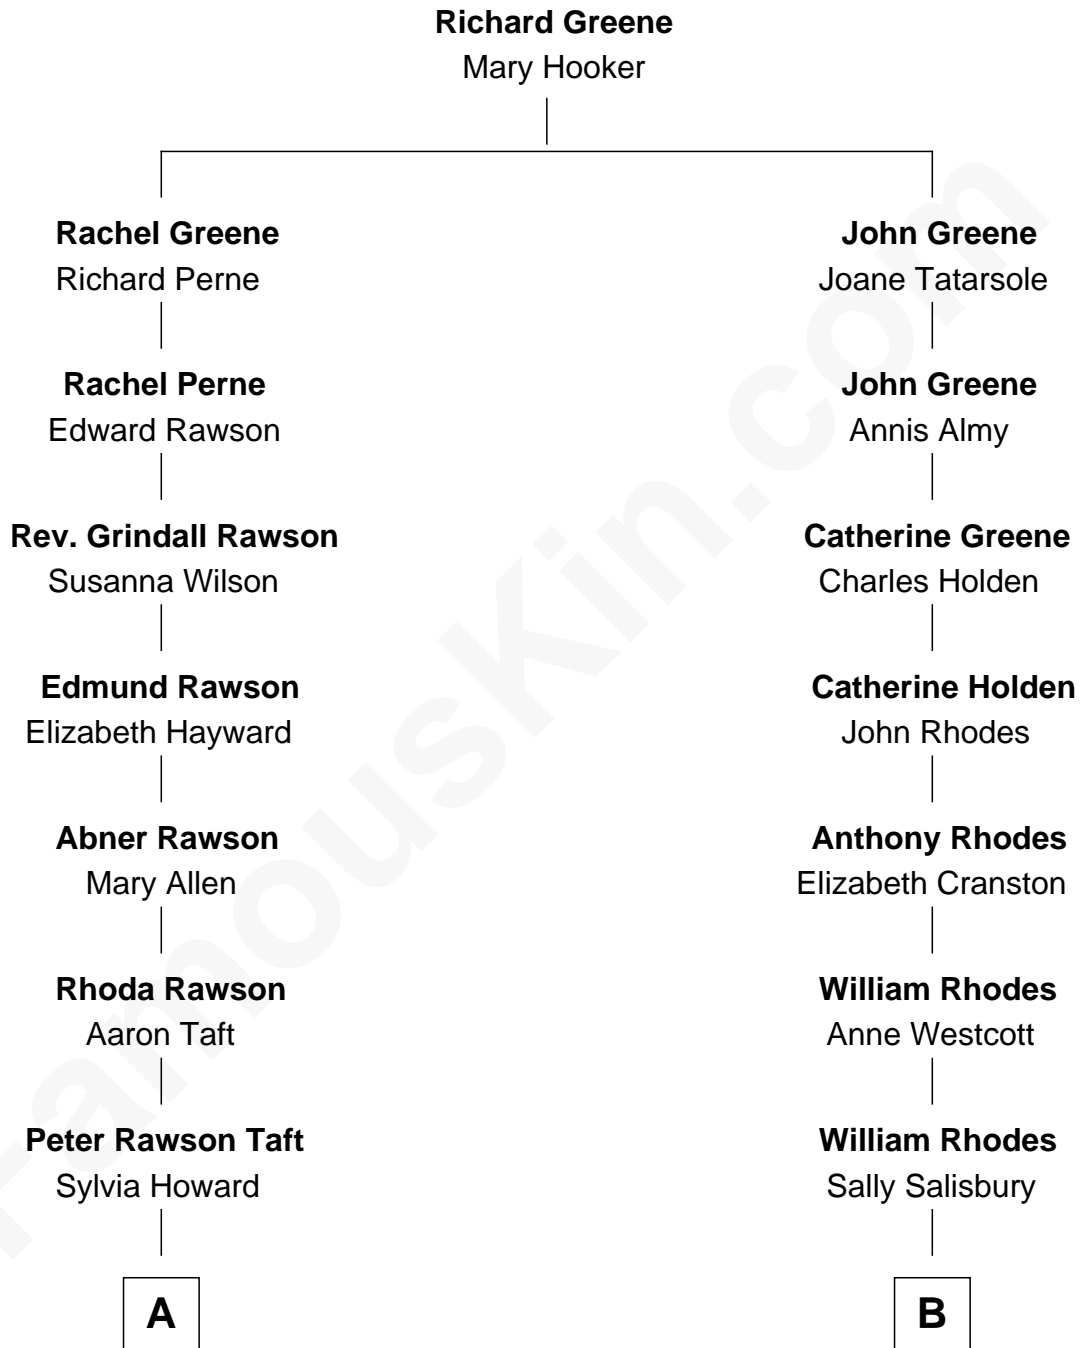 Richard Greene
Mary Hooker
Rachel Greene
Richard Perne
John Greene
Joane Tatarsole
Rachel Perne
Edward Rawson
John Greene
Annis Almy
Rev. Grindall Rawson
Susanna Wilson
Catherine Greene
Charles Holden
Edmund Rawson
Elizabeth Hayward
Catherine Holden
John Rhodes
Abner Rawson
Mary Allen
Anthony Rhodes
Elizabeth Cranston
Rhoda Rawson
Aaron Taft
William Rhodes
Anne Westcott
Peter Rawson Taft
Sylvia Howard
William Rhodes
Sally Salisbury
A
B
FamousKin.com